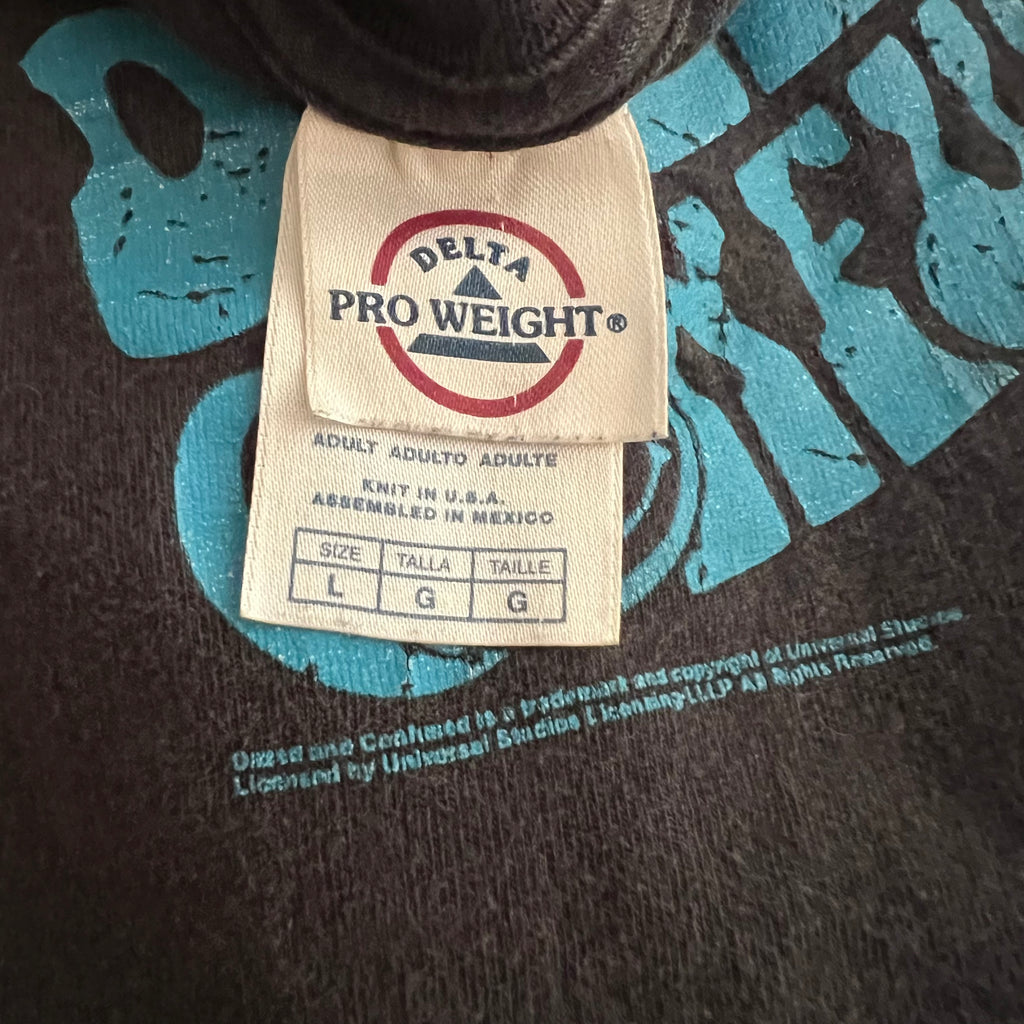 DELTA
PRO WEIGHT®
ADULT ADULTO ADULTE
KNIT IN U.S.A.
ASSEMBLED IN MEXICO
SIZE TALLA TAILLE
L G G
Dazed and Confused is a trademark and copyright of Universal Studios.
Licensed by Universal Studios Licensing LLLP All Rights Reserved.